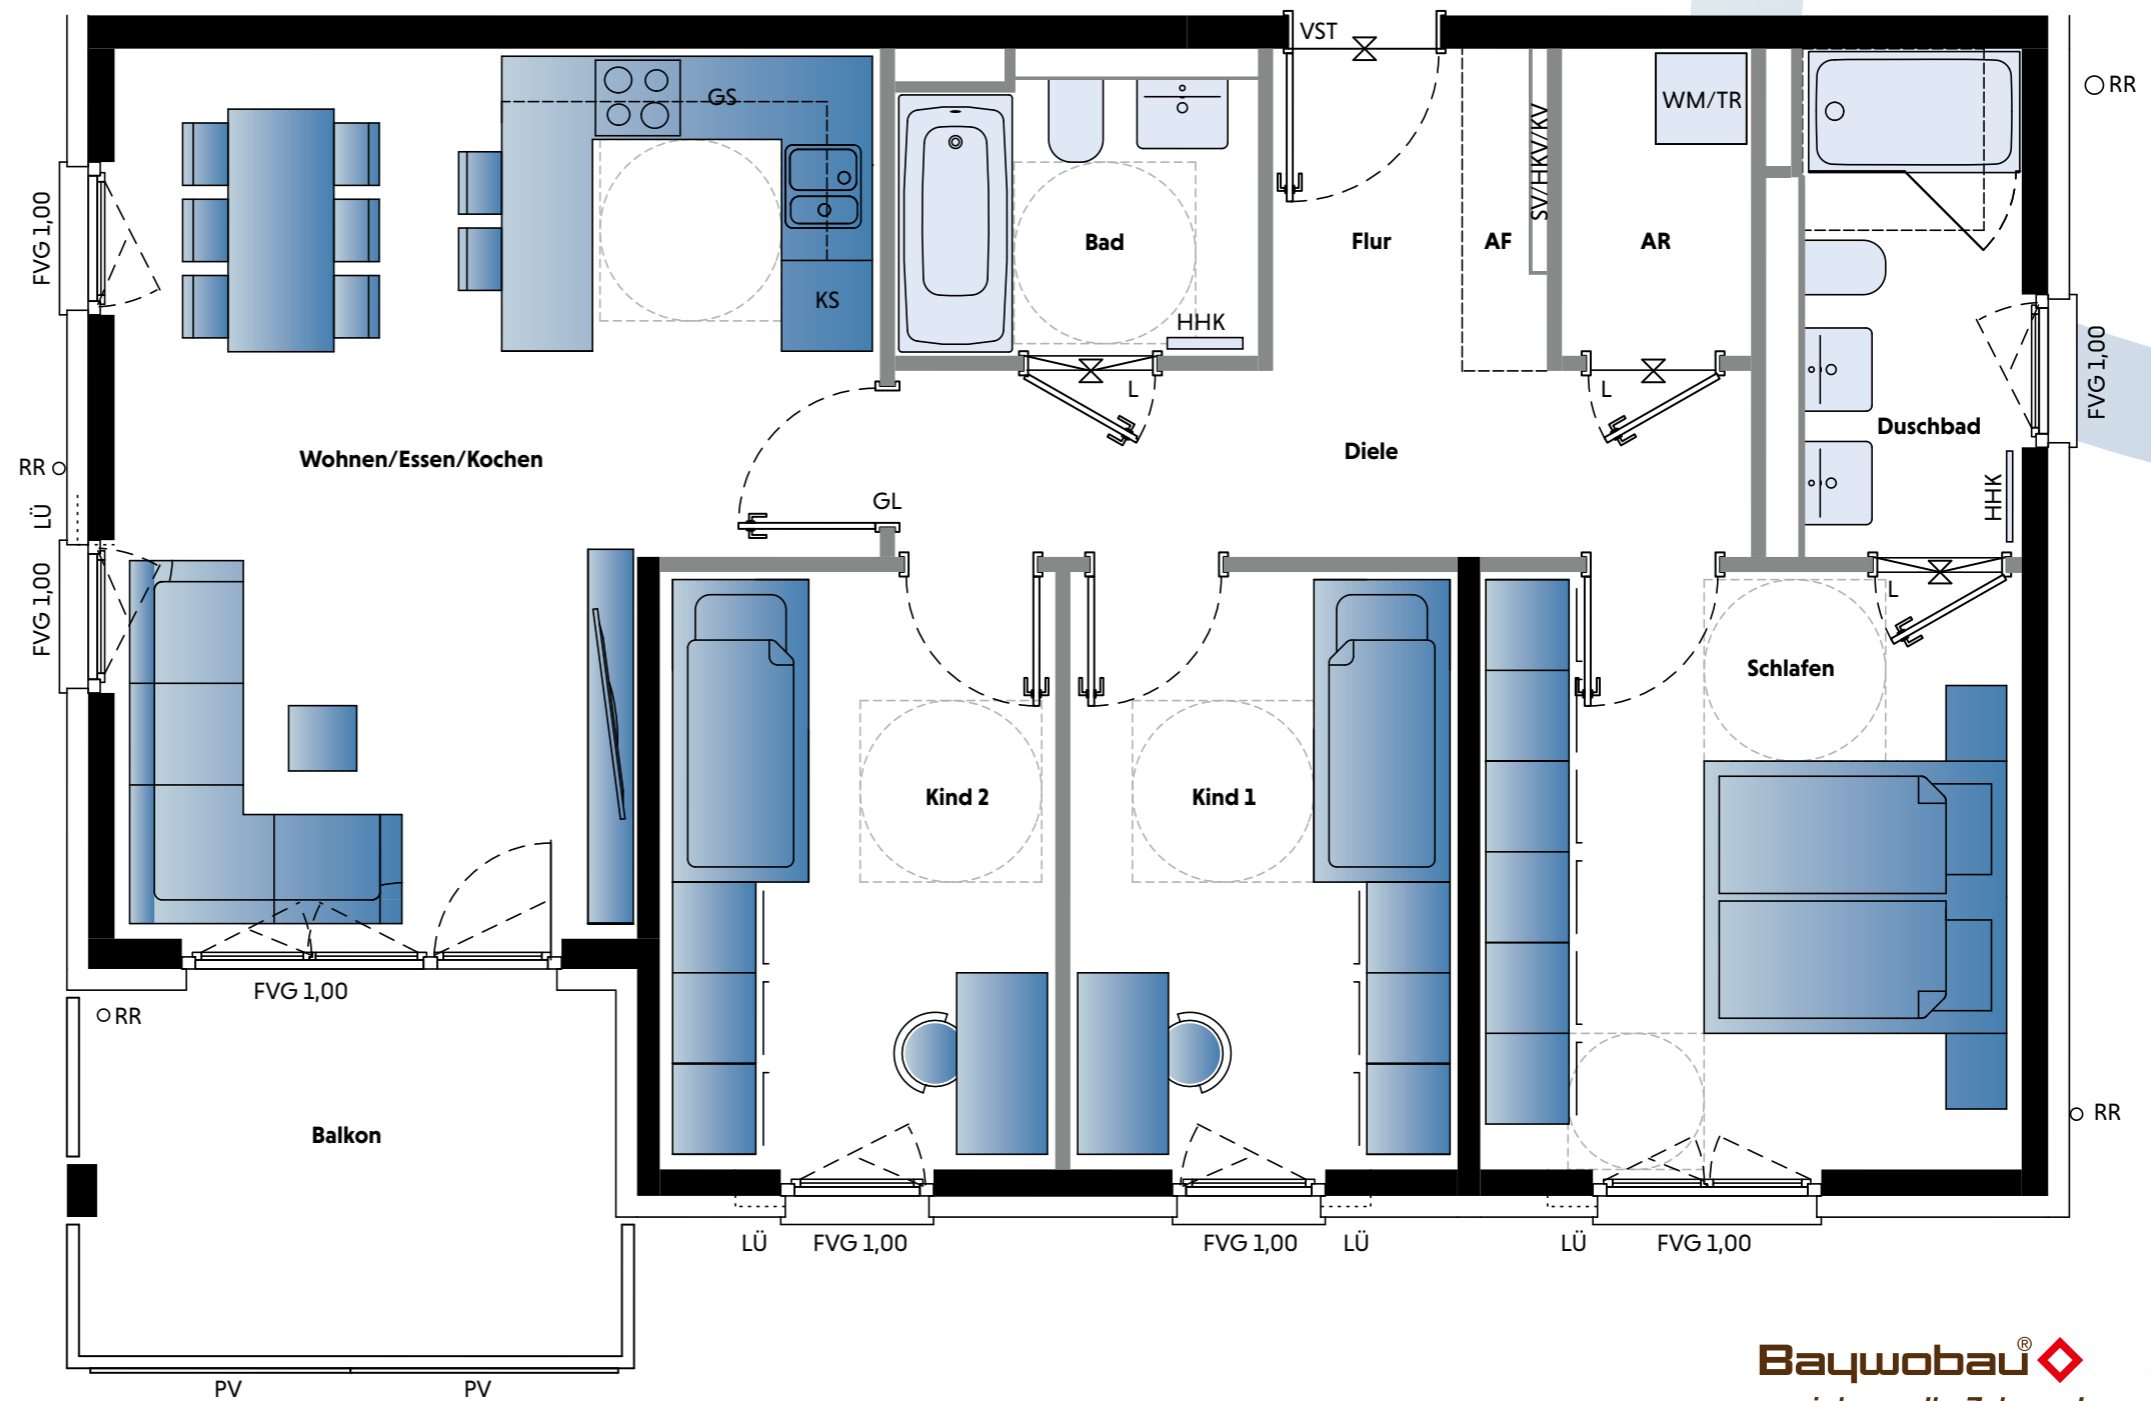 VST
RR
GS
WM/TR
SV/HKV/KV
FVG 1,00
Bad
Flur
AF
AR
KS
HHK
L
L
FVG 1,00
Duschbad
Wohnen/Essen/Kochen
Diele
RR
GL
HHK
LÜ
FVG 1,00
L
Schlafen
Kind 2
Kind 1
FVG 1,00
RR
RR
Balkon
LÜ
FVG 1,00
FVG 1,00
LÜ
LÜ
FVG 1,00
Baywobau®
PV
PV